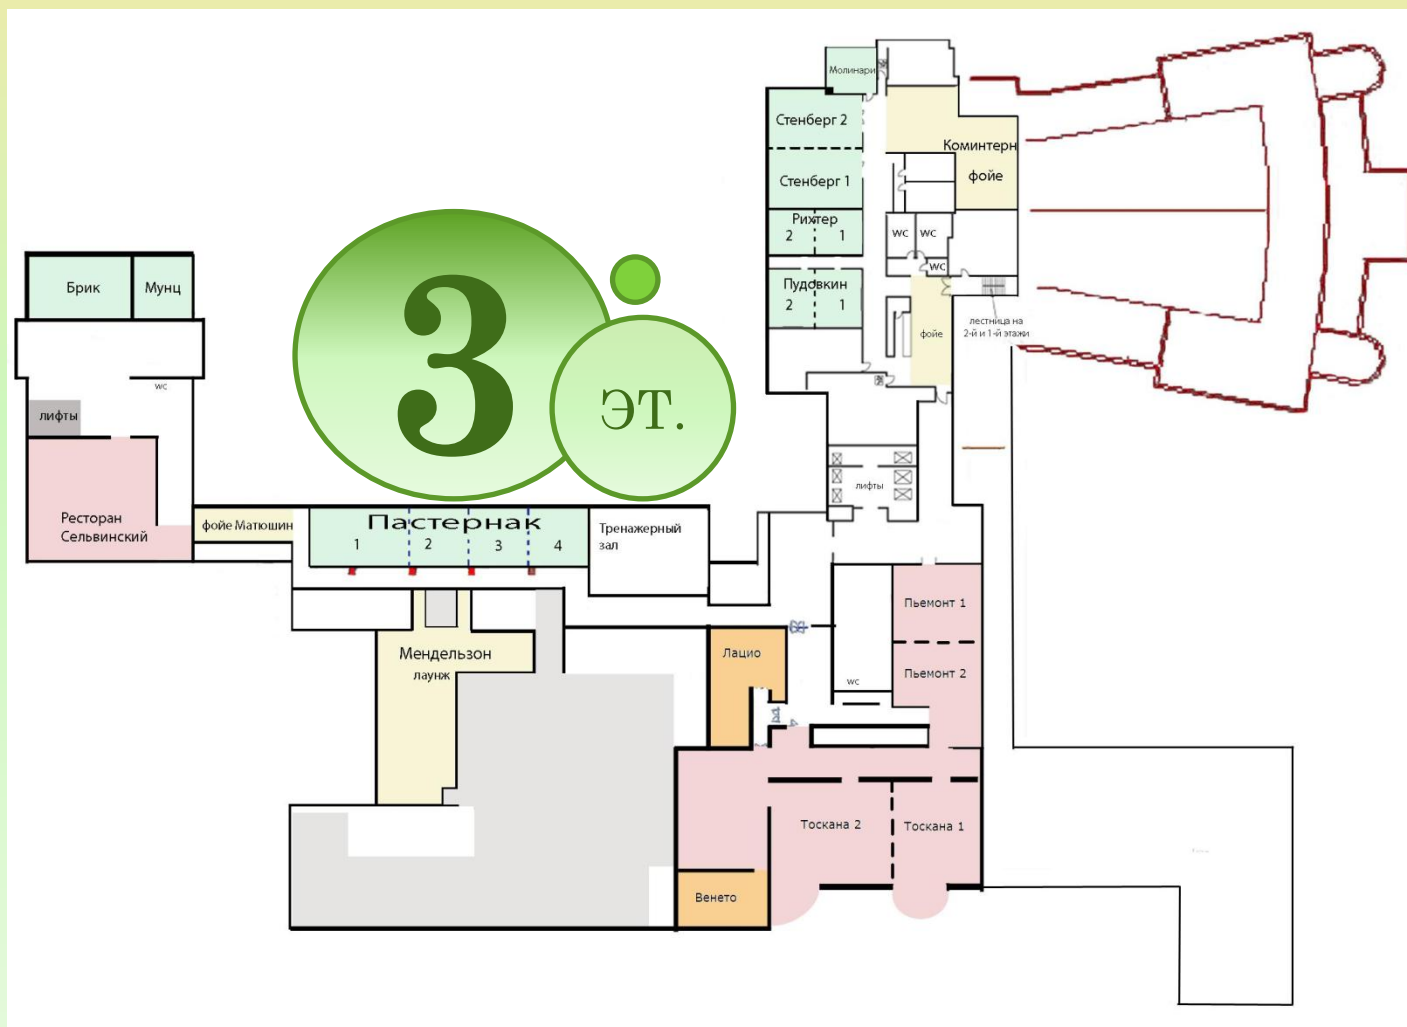 Молинари
Стенберг 2
Коминтерн
фойе
Стенберг 1
Рихтер
2 1
wc wc
wc
Пудовкин
2 1
лестница на
2-й и 1-й этажи
фойе
Брик Мунц
3
эт.
wc
лифты
лифты
Ресторан
Сельвинский
фойе Матюшин
Пастернак
1 2 3 4
Тренажерный
зал
Пьемонт 1
Лацио
Мендельзон
лаунж
Пьемонт 2
wc
Тоскана 2
Тоскана 1
Венето